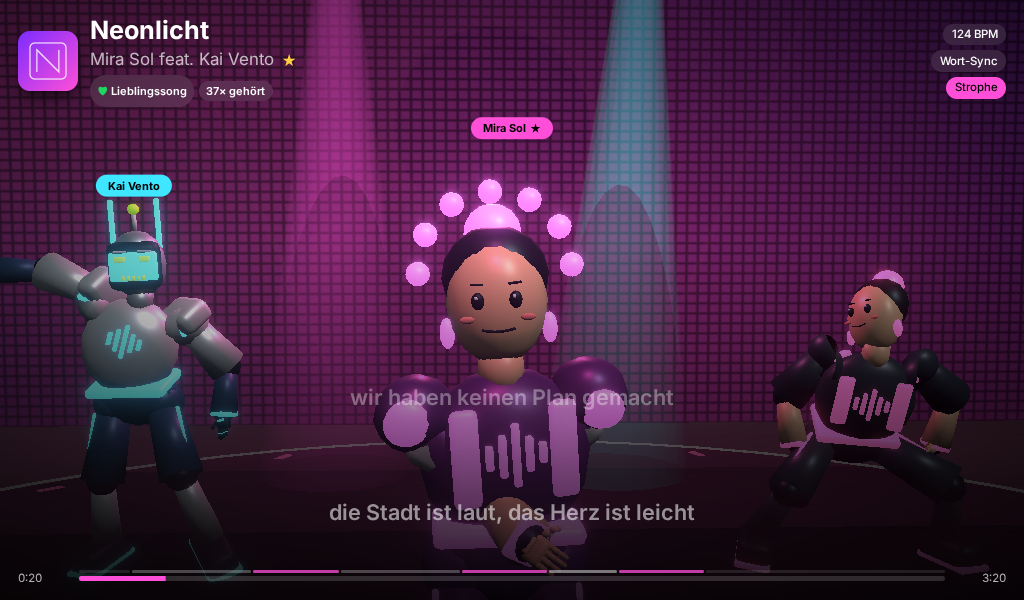 Neonlicht
Mira Sol feat. Kai Vento ★
Lieblingssong
37× gehört
124 BPM
Wort-Sync
Strophe
Mira Sol ★
Kai Vento
wir haben keinen Plan gemacht
die Stadt ist laut, das Herz ist leicht
0:20
3:20